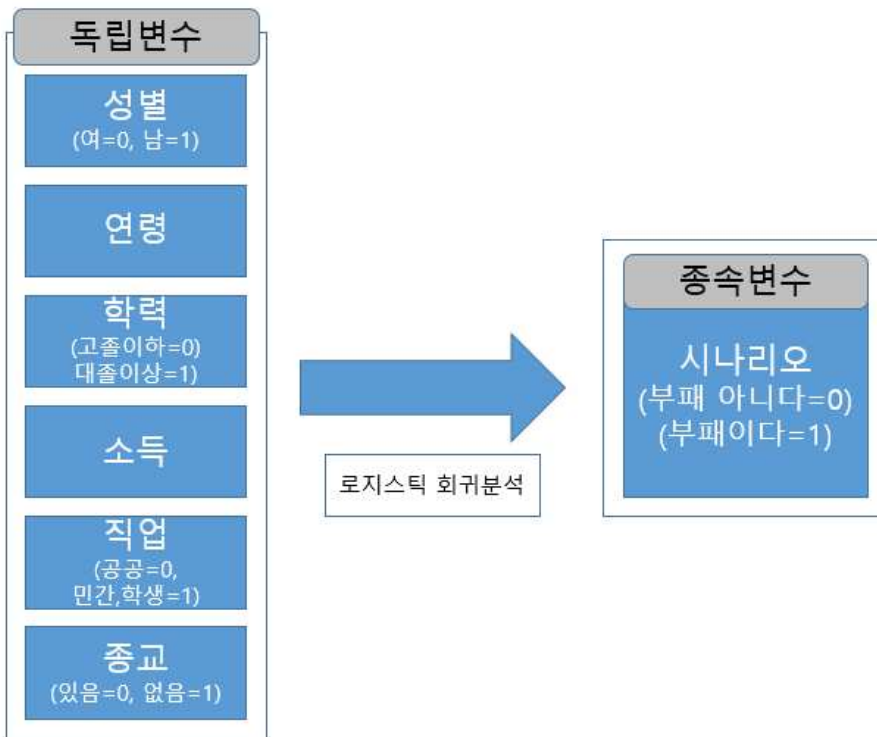 독립변수
성별
(여=0, 남=1)
연령
학력
(고졸이하=0)
대졸이상=1)
소득
직업
(공공=0,
민간,학생=1)
종교
(있음=0, 없음=1)
로지스틱 회귀분석
종속변수
시나리오
(부패 아니다=0)
(부패이다=1)